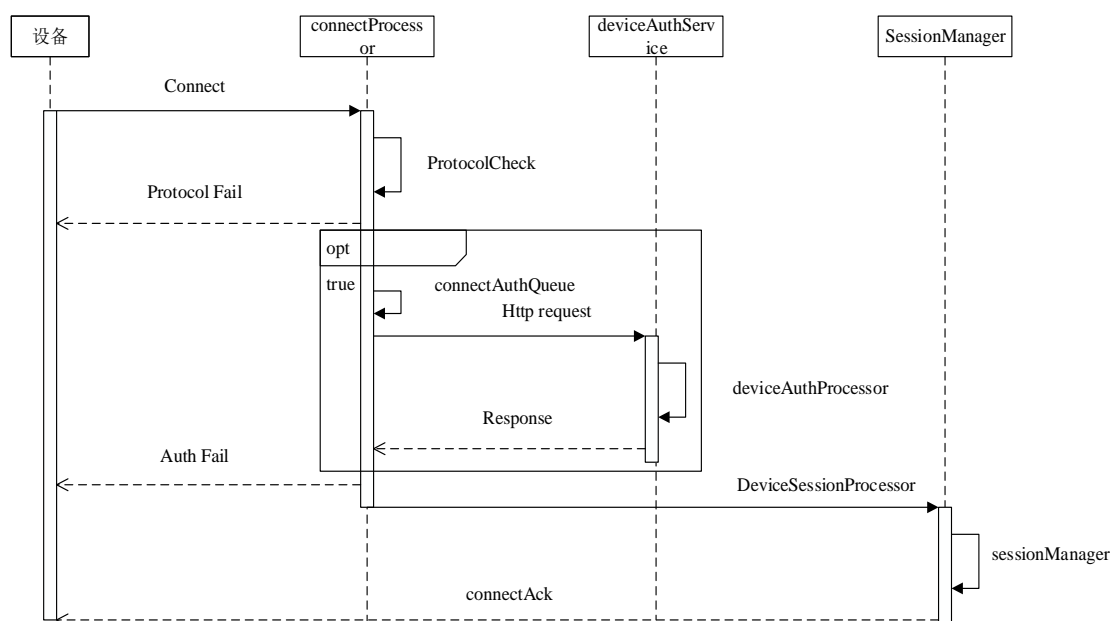 设备
connectProcess
or
deviceAuthServ
ice
SessionManager
Connect
ProtocolCheck
Protocol Fail
opt
true
connectAuthQueue
Http request
deviceAuthProcessor
Response
Auth Fail
DeviceSessionProcessor
sessionManager
connectAck